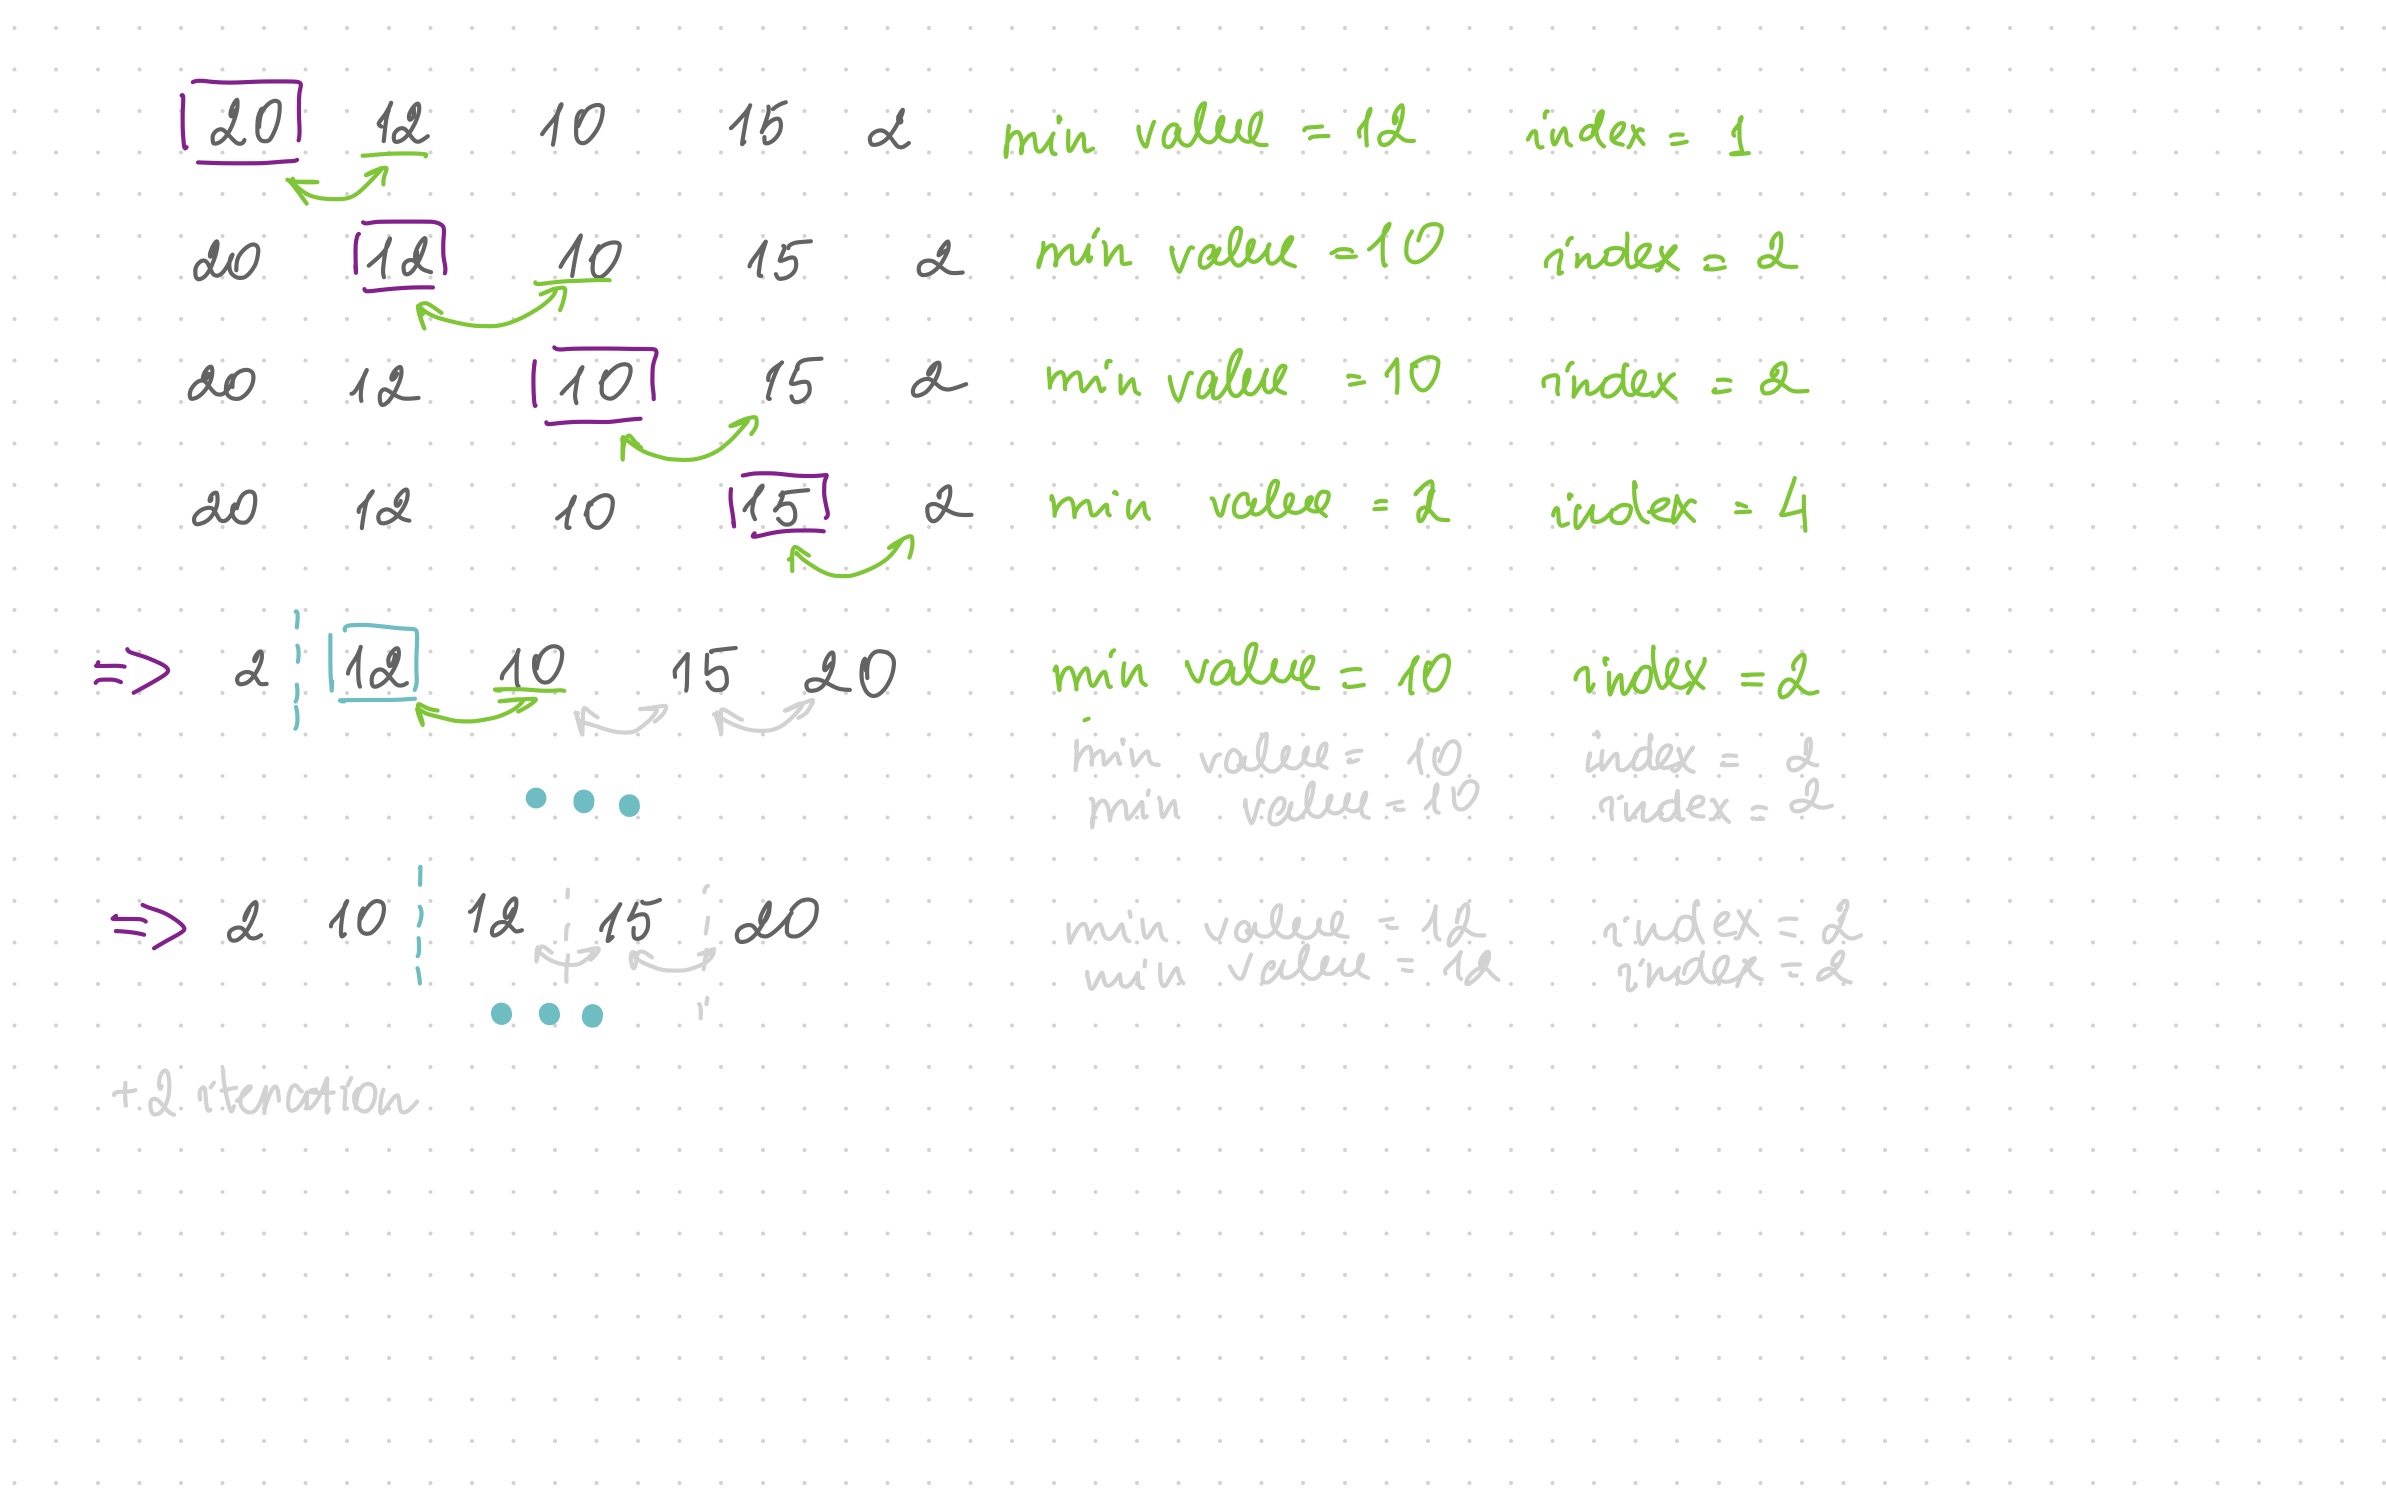 20 12 10 15 2 min value = 12 index = 1
20 12 10 15 2 min value = 10 index = 2
20 12 10 15 2 min value = 10 index = 2
20 12 10 15 2 min value = 2 index = 4
⇒ 2 12 10 15 20 min value = 10 index = 2
min value = 10 index = 2
min value = 10 index = 2
...
⇒ 2 10 12 15 20 min value = 12 index = 2
min value = 12 index = 2
...
+2 iteration